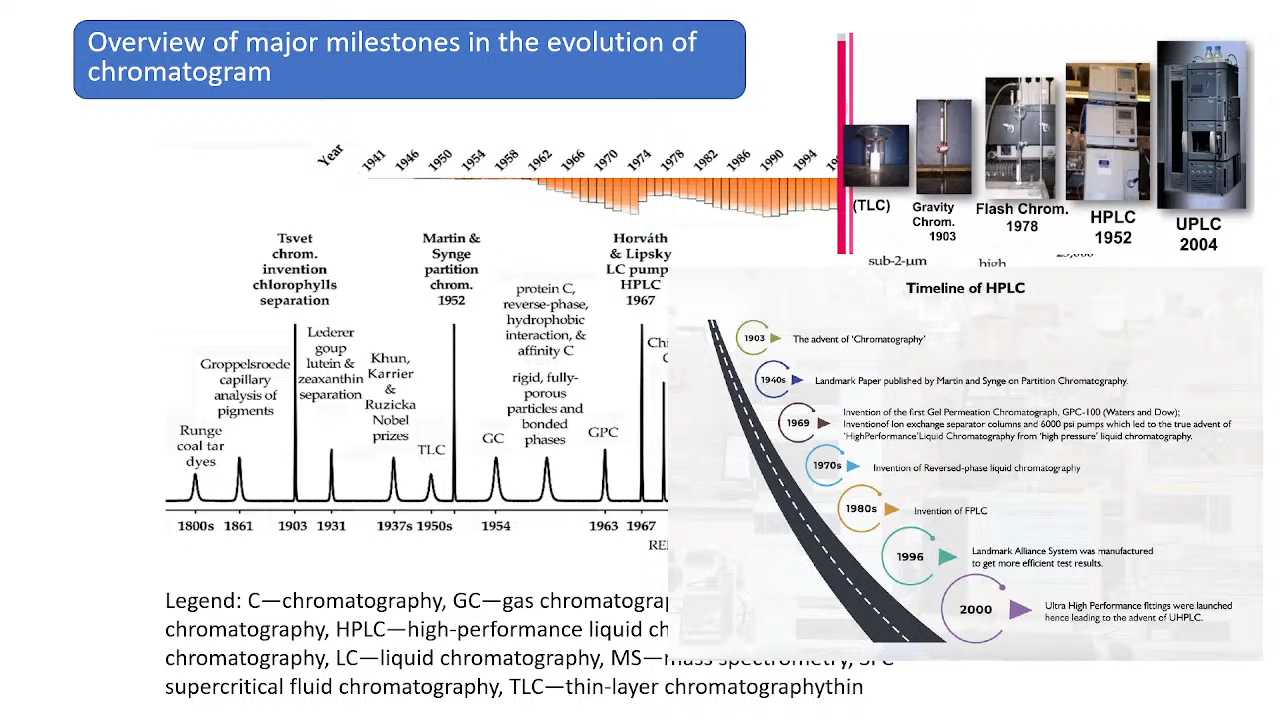 Overview of major milestones in the evolution of
chromatogram
Year
1941
1946
1950
1954
1958
1962
1966
1970
1974
1978
1982
1986
1990
1994
Tsvet
chrom.
invention
chlorophylls
separation
Martin &
Synge
partition
chrom.
1952
Horváth
& Lipsky
LC pump
HPLC
1967
protein C,
reverse-phase,
hydrophobic
interaction, &
affinity C
rigid, fully-
porous
particles and
bonded
phases
Lederer
goup
lutein &
zeaxanthin
separation
Groppelsroede
capillary
analysis of
pigments
Khun,
Karrier
&
Ruzicka
Nobel
prizes
Runge
coal tar
dyes
TLC
GC
GPC
1800s
1861
1903
1931
1937s
1950s
1954
1963
1967
(TLC)
Gravity
Chrom.
1903
Flash Chrom.
1978
HPLC
1952
UPLC
2004
sub-2-µm
high
Timeline of HPLC
1903
The advent of 'Chromatography'
1940s
Landmark Paper published by Martin and Synge on Partition Chromatography.
1969
Invention of the first Gel Permeation Chromatograph, GPC-100 (Waters and Dow);
Inventionof Ion exchange separator columns and 6000 psi pumps which led to the true advent of
'HighPerformance'Liquid Chromatography from 'high pressure' liquid chromatography.
1970s
Invention of Reversed-phase liquid chromatography
1980s
Invention of FPLC
1996
Landmark Alliance System was manufactured
to get more efficient test results.
2000
Ultra High Performance fittings were launched
hence leading to the advent of UHPLC.
Legend: C—chromatography, GC—gas chromatograp
chromatography, HPLC—high-performance liquid ch
chromatography, LC—liquid chromatography, MS—mass spectrometry,
supercritical fluid chromatography, TLC—thin-layer chromatographythin